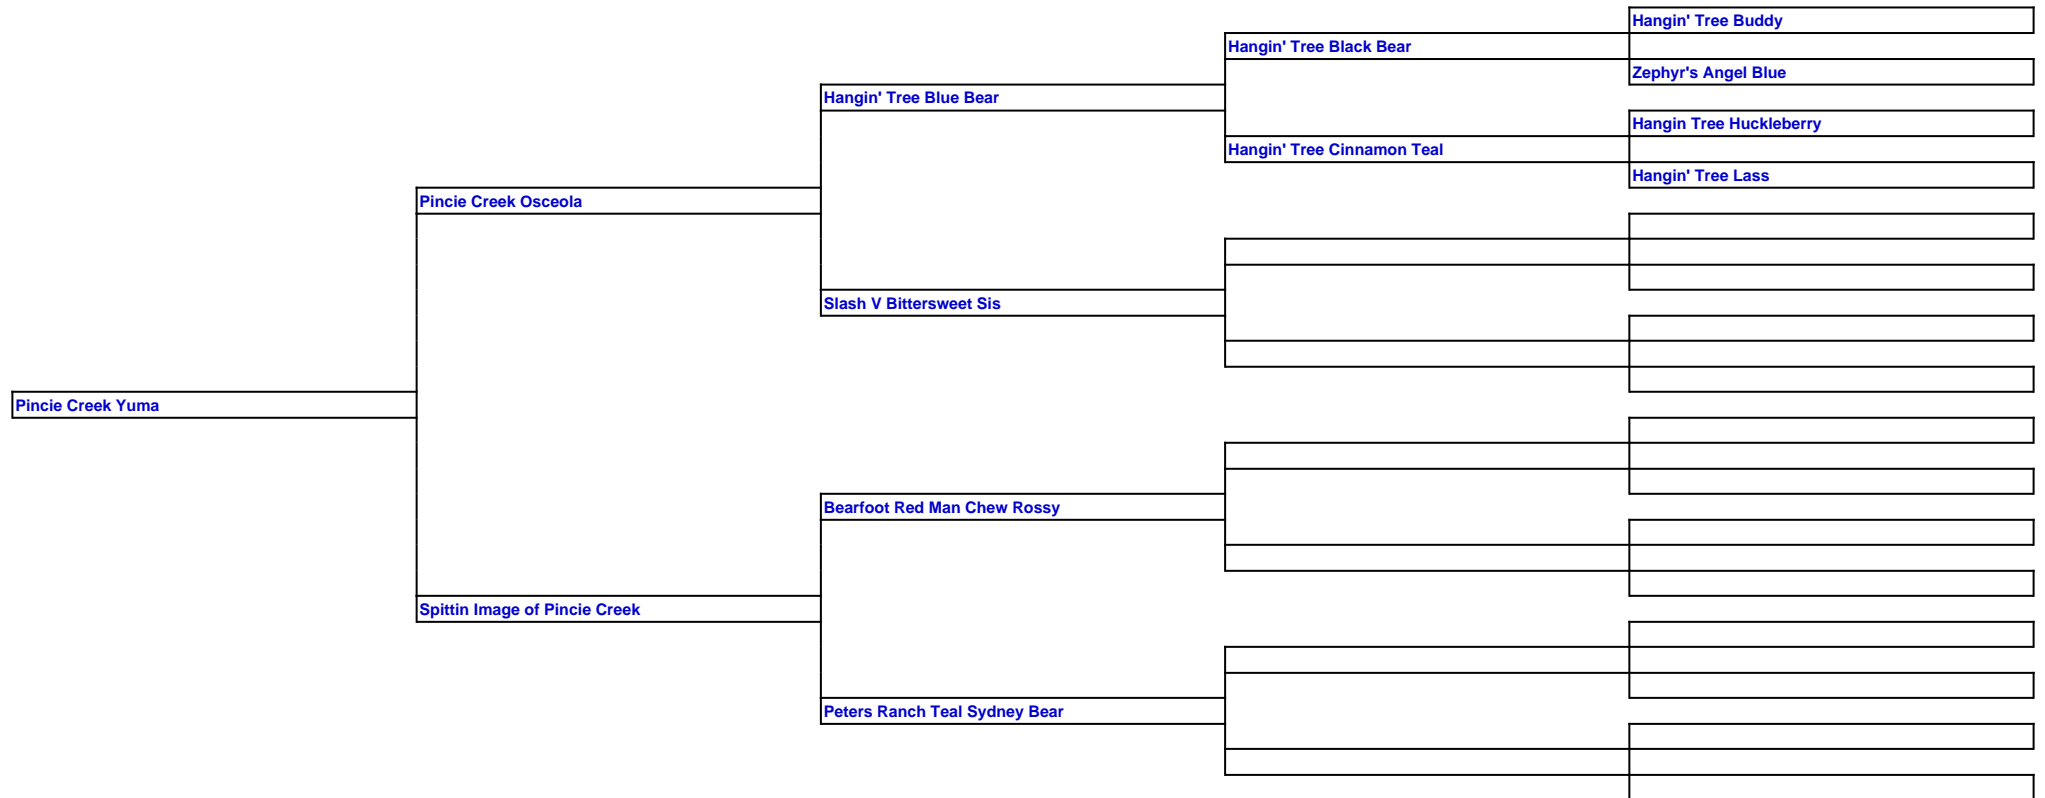 Hangin' Tree Buddy
Hangin' Tree Black Bear
Zephyr's Angel Blue
Hangin' Tree Blue Bear
Hangin Tree Huckleberry
Hangin' Tree Cinnamon Teal
Hangin' Tree Lass
Pincie Creek Osceola
Slash V Bittersweet Sis
Pincie Creek Yuma
Bearfoot Red Man Chew Rossy
Spittin Image of Pincie Creek
Peters Ranch Teal Sydney Bear